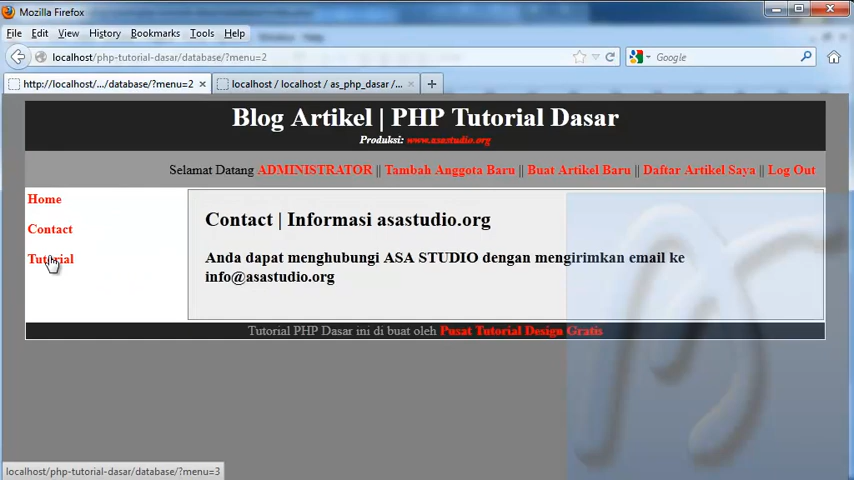 Mozilla Firefox
File Edit View History Bookmarks Tools Help
localhost/php-tutorial-dasar/database/?menu=2
Google
http://localhost/.../database/?menu=2
localhost / localhost / as_php_dasar /...
Blog Artikel | PHP Tutorial Dasar
Produksi: www.asastudio.org
Selamat Datang ADMINISTRATOR || Tambah Anggota Baru || Buat Artikel Baru || Daftar Artikel Saya || Log Out
Home
Contact
Tutorial
Contact | Informasi asastudio.org
Anda dapat menghubungi ASA STUDIO dengan mengirimkan email ke
info@asastudio.org
Tutorial PHP Dasar ini di buat oleh Pusat Tutorial Design Gratis
localhost/php-tutorial-dasar/database/?menu=3